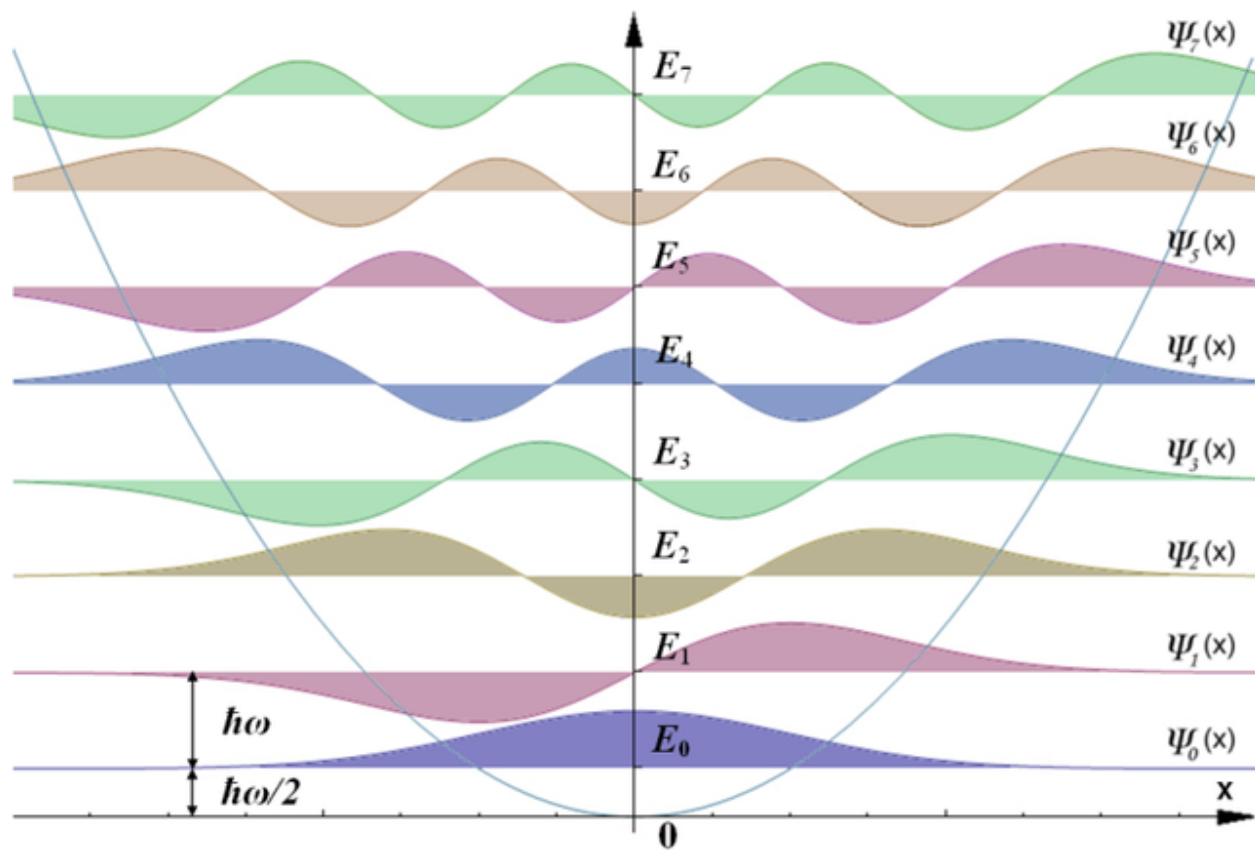 E₇ Ψ₇(x)
E₆ Ψ₆(x)
E₅ Ψ₅(x)
E₄ Ψ₄(x)
E₃ Ψ₃(x)
E₂ Ψ₂(x)
E₁ Ψ₁(x)
ħω
E₀ Ψ₀(x)
ħω/2
x
0